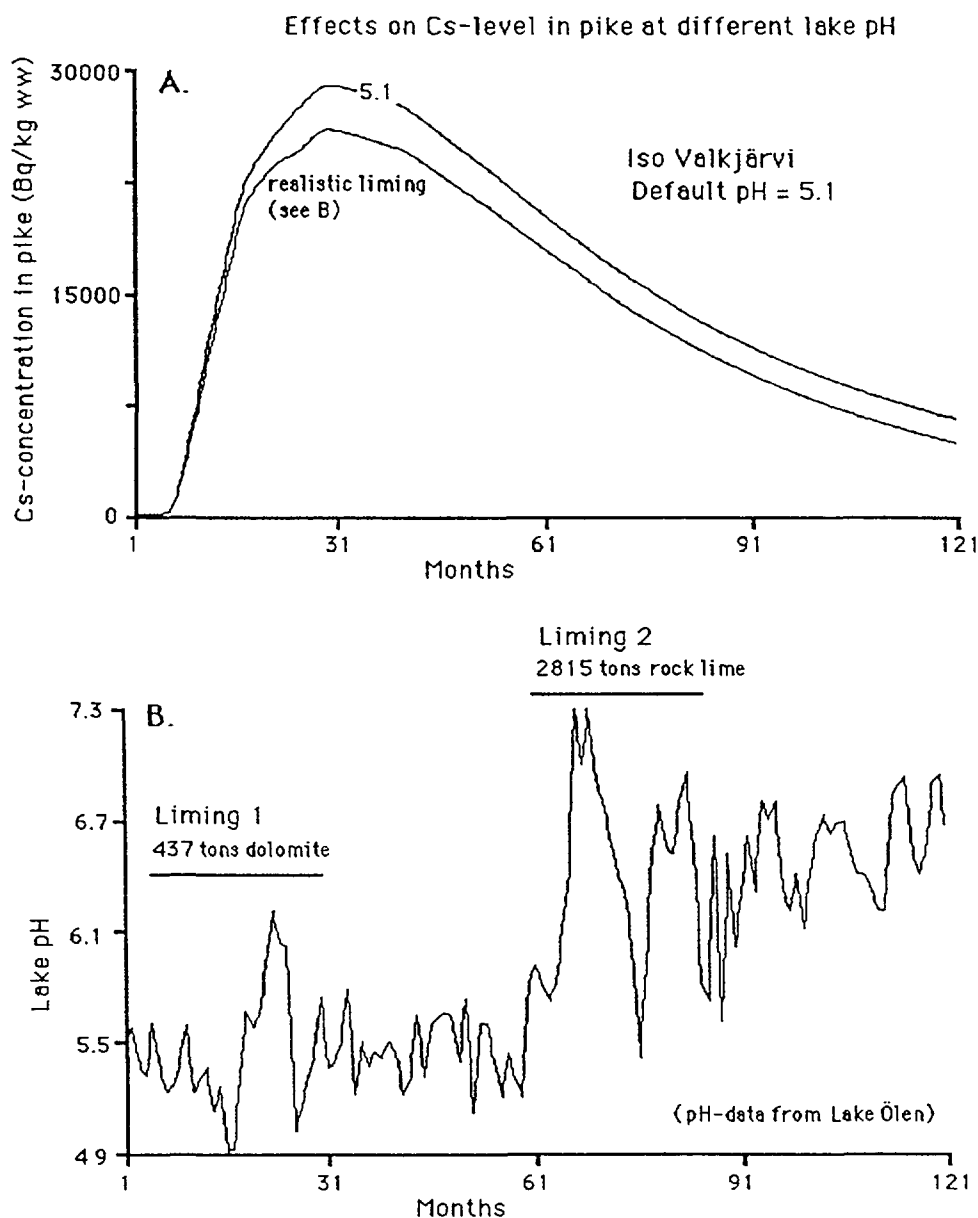 Effects on Cs-level in pike at different lake pH
A.
30000
15000
0
Cs-concentration in pike (Bq/kg ww)
5.1
realistic liming
(see B)
Iso Valkjärvi
Default pH = 5.1
1 31 61 91 121
Months
B.
Liming 2
2815 tons rock lime
Liming 1
437 tons dolomite
7.3
6.7
6.1
5.5
4 9
Lake pH
(pH-data from Lake Ölen)
1 31 61 91 121
Months